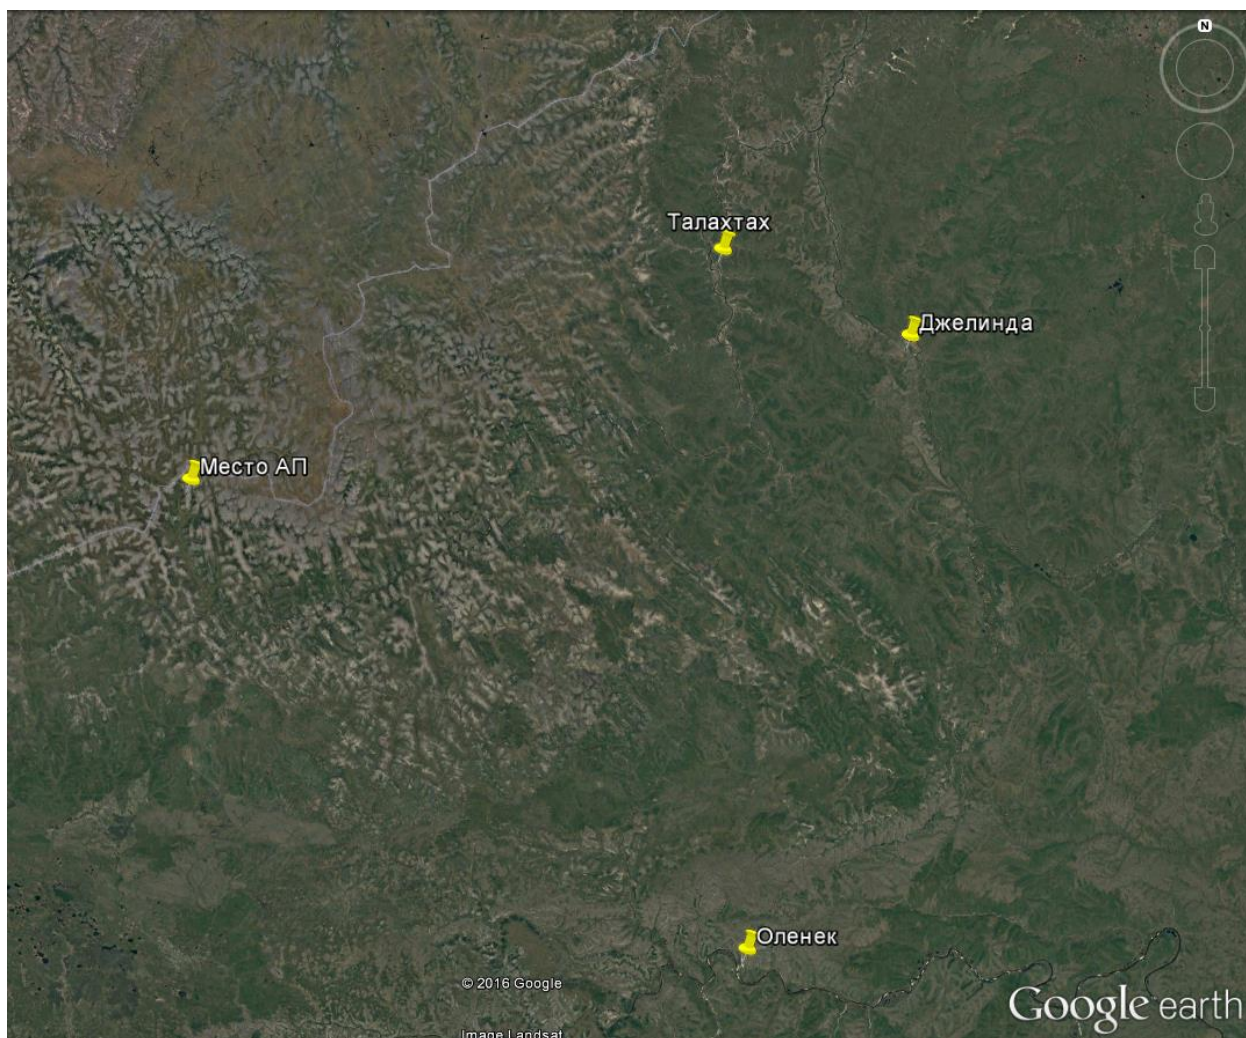 N
Талахтах
Джелинда
Место АП
Оленек
© 2016 Google
Image Landsat
Google earth